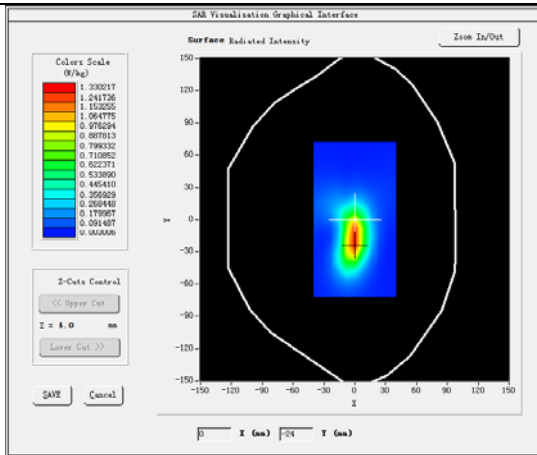 SAR Visualisation Graphical Interface
Surface Radiated Intensity
Zoom In/Out
Colors Scale
(W/kg)
1.330217
1.241736
1.153255
1.064775
0.976294
0.887813
0.799332
0.710852
0.622371
0.533890
0.445410
0.356929
0.268448
0.179967
0.091487
0.003006
150
120
90
60
30
0
-30
-60
-90
-120
-150
Y
-150 -120 -90 -60 -30 0 30 60 90 120 150
X
Z-Cuts Control
<< Upper Cut
Z = 4.0 mm
Lower Cut >>
SAVE Cancel
0 X (mm) -24 Y (mm)